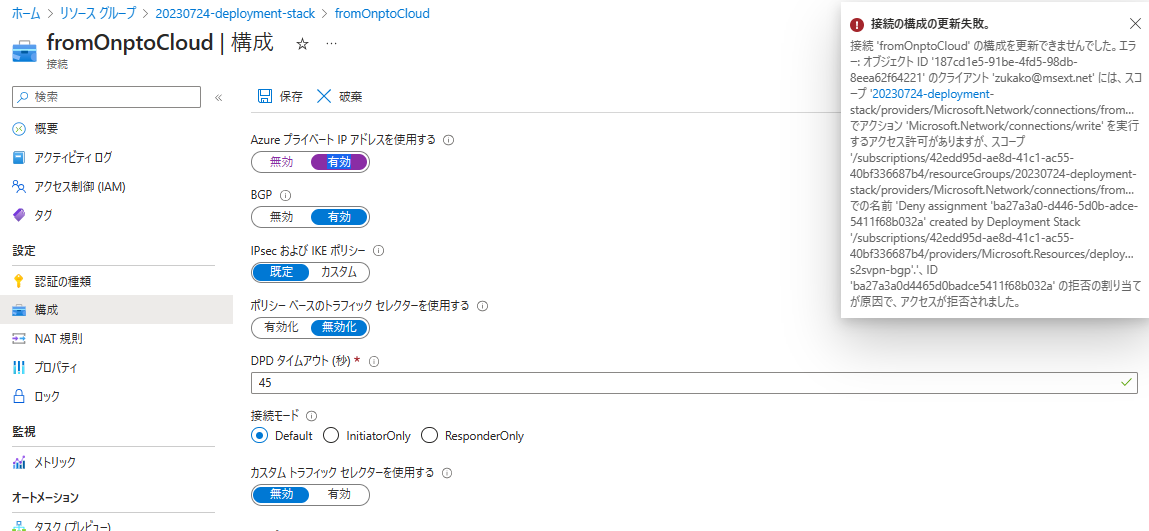 ホーム > リソース グループ > 20230724-deployment-stack > fromOnptoCloud
fromOnptoCloud | 構成 ☆ …
接続
検索 «
概要
アクティビティ ログ
アクセス制御 (IAM)
タグ
設定
認証の種類
構成
NAT 規則
プロパティ
ロック
監視
メトリック
オートメーション
タスク (プレビュー)
保存 破棄
Azure プライベート IP アドレスを使用する
無効 有効
BGP
無効 有効
IPsec および IKE ポリシー
既定 カスタム
ポリシー ベースのトラフィック セレクターを使用する
有効化 無効化
DPD タイムアウト (秒) *
45
接続モード
Default InitiatorOnly ResponderOnly
カスタム トラフィック セレクターを使用する
無効 有効
接続の構成の更新失敗。
接続 'fromOnptoCloud' の構成を更新できませんでした。エラ
ー: オブジェクト ID '187cd1e5-91be-4fd5-98db-
8eea62f64221' のクライアント 'zukako@msext.net' には、スコ
ープ '20230724-deployment-
stack/providers/Microsoft.Network/connections/from...
でアクション 'Microsoft.Network/connections/write' を実行
するアクセス許可がありますが、スコープ
'/subscriptions/42edd95d-ae8d-41c1-ac55-
40bf336687b4/resourceGroups/20230724-deployment-
stack/providers/Microsoft.Network/connections/from...
での名前 'Deny assignment 'ba27a3a0-d446-5d0b-adce-
5411f68b032a' created by Deployment Stack
'/subscriptions/42edd95d-ae8d-41c1-ac55-
40bf336687b4/providers/Microsoft.Resources/deploy...
s2svpn-bgp'.'、ID
'ba27a3a0d4465d0badce5411f68b032a' の拒否の割り当て
が原因で、アクセスが拒否されました。